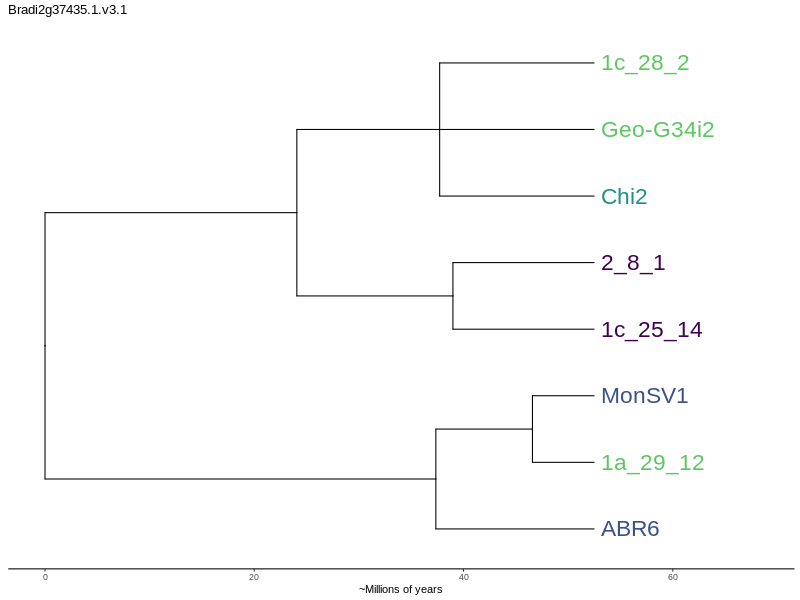 Bradi2g37435.1.v3.1
1c_28_2
Geo-G34i2
Chi2
2_8_1
1c_25_14
MonSV1
1a_29_12
ABR6
0 20 40 60
~Millions of years